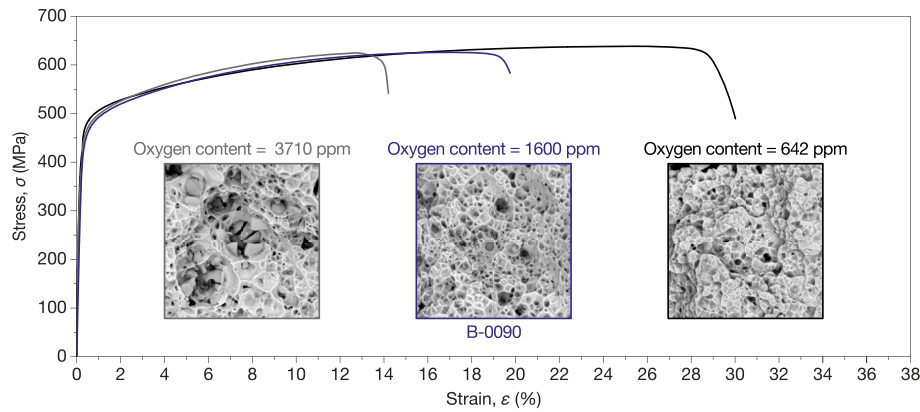 700
600
500
400
300
200
100
0
Stress, σ (MPa)
Oxygen content =  3710 ppm
Oxygen content = 1600 ppm
Oxygen content = 642 ppm
B-0090
0 2 4 6 8 10 12 14 16 18 20 22 24 26 28 30 32 34 36 38
Strain, ε (%)